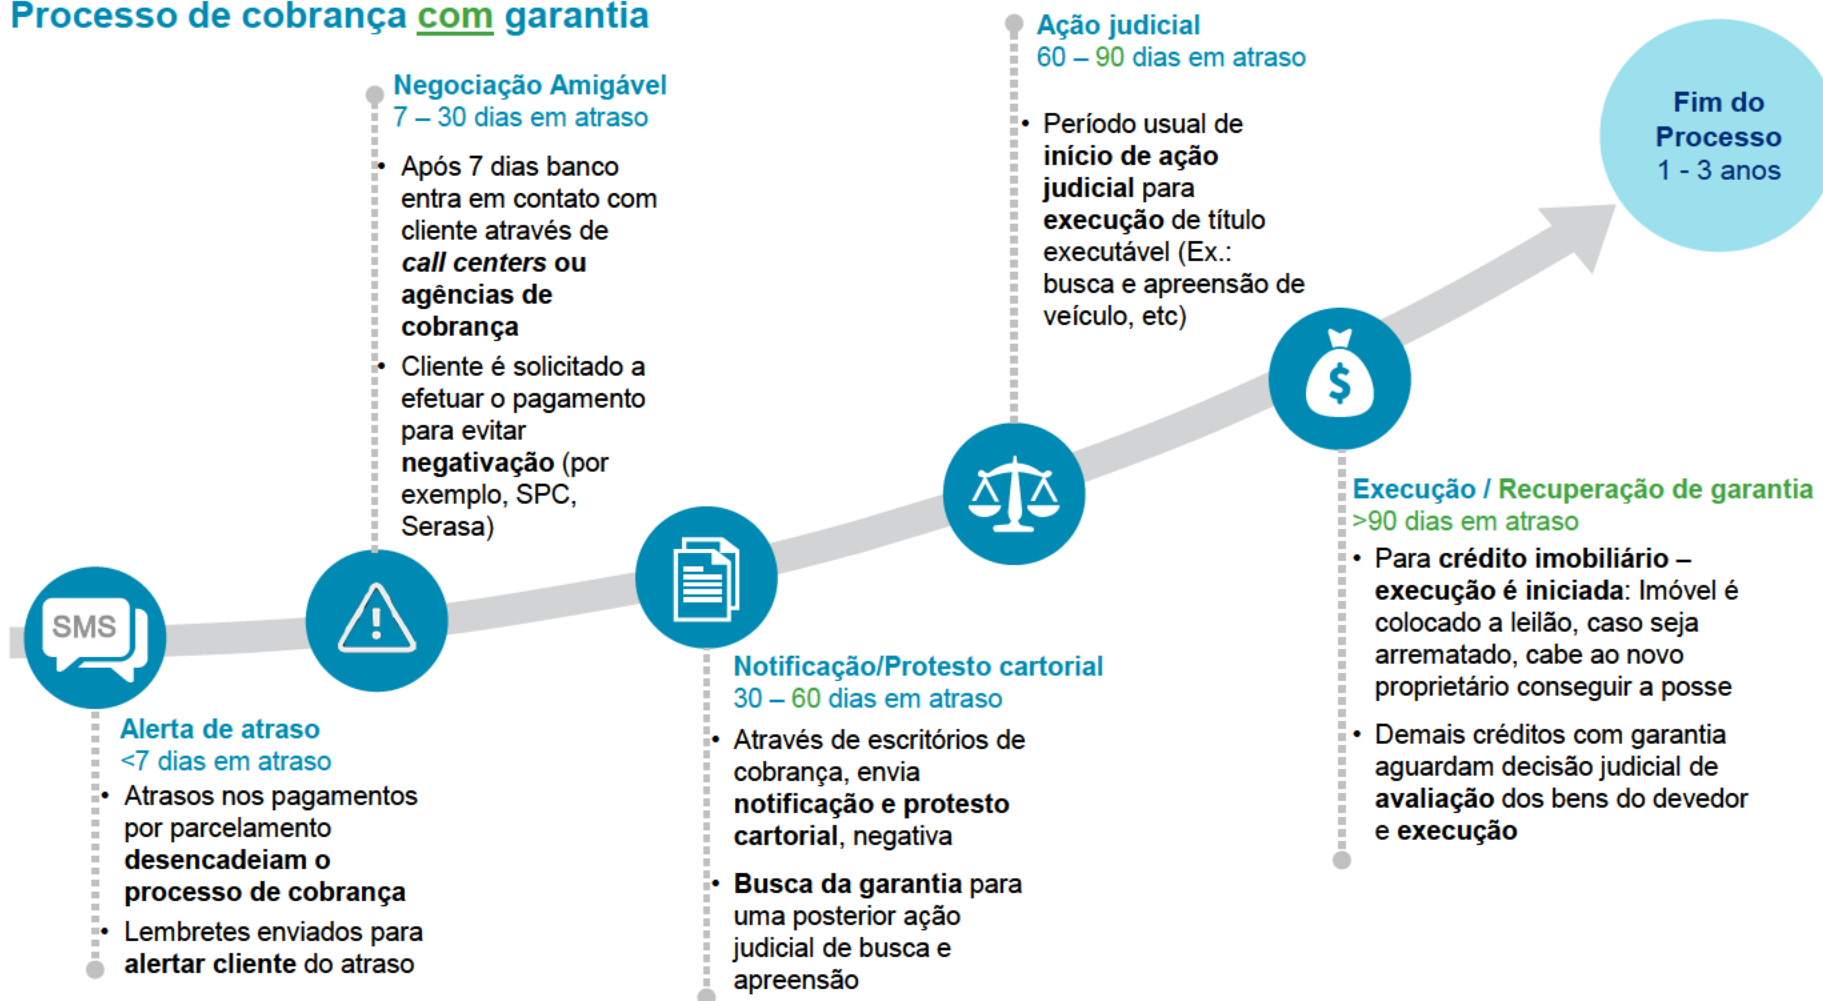 Processo de cobrança com garantia
Negociação Amigável
7 – 30 dias em atraso
• Após 7 dias banco
entra em contato com
cliente através de
call centers ou
agências de
cobrança
• Cliente é solicitado a
efetuar o pagamento
para evitar
negativação (por
exemplo, SPC,
Serasa)
Ação judicial
60 – 90 dias em atraso
• Período usual de
início de ação
judicial para
execução de título
executável (Ex.:
busca e apreensão de
veículo, etc)
Fim do
Processo
1 - 3 anos
SMS
Alerta de atraso
<7 dias em atraso
• Atrasos nos pagamentos
por parcelamento
desencadeiam o
processo de cobrança
• Lembretes enviados para
alertar cliente do atraso
Notificação/Protesto cartorial
30 – 60 dias em atraso
• Através de escritórios de
cobrança, envia
notificação e protesto
cartorial, negativa
• Busca da garantia para
uma posterior ação
judicial de busca e
apreensão
$
Execução / Recuperação de garantia
>90 dias em atraso
• Para crédito imobiliário –
execução é iniciada: Imóvel é
colocado a leilão, caso seja
arrematado, cabe ao novo
proprietário conseguir a posse
• Demais créditos com garantia
aguardam decisão judicial de
avaliação dos bens do devedor
e execução